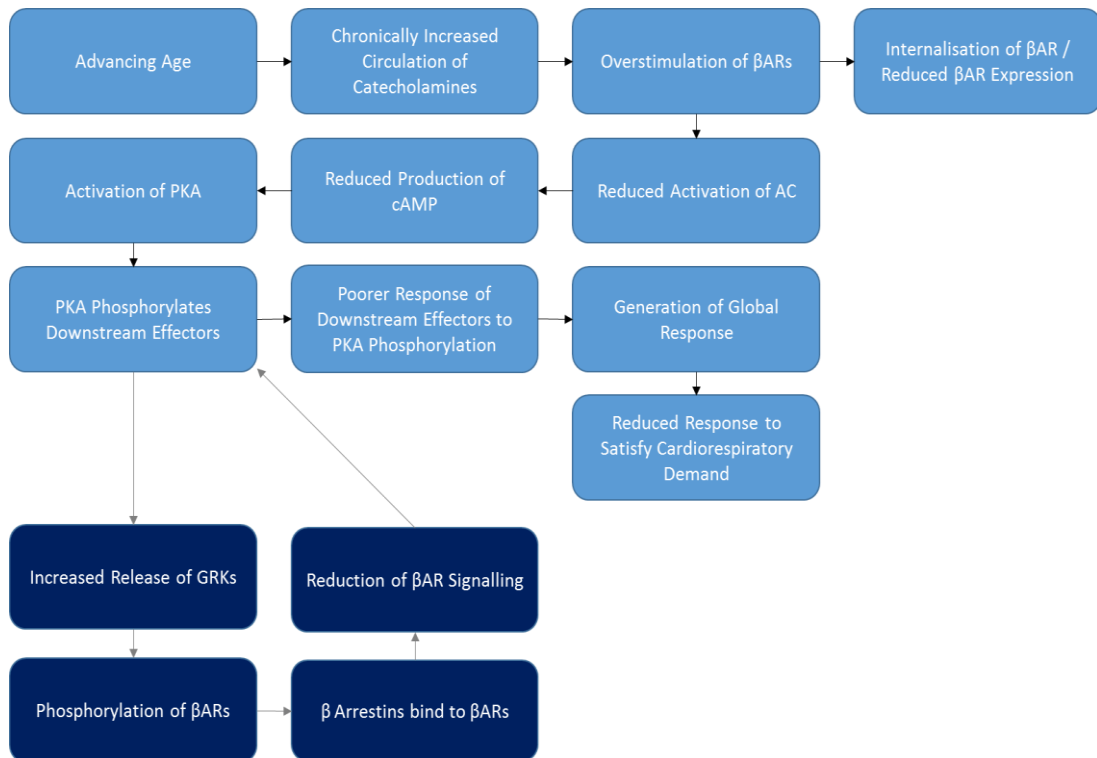 Advancing Age
Chronically Increased
Circulation of
Catecholamines
Overstimulation of βARs
Internalisation of βAR /
Reduced βAR Expression
Activation of PKA
Reduced Production of
cAMP
Reduced Activation of AC
PKA Phosphorylates
Downstream Effectors
Poorer Response of
Downstream Effectors to
PKA Phosphorylation
Generation of Global
Response
Reduced Response to
Satisfy Cardiorespiratory
Demand
Increased Release of GRKs
Reduction of βAR Signalling
Phosphorylation of βARs
β Arrestins bind to βARs